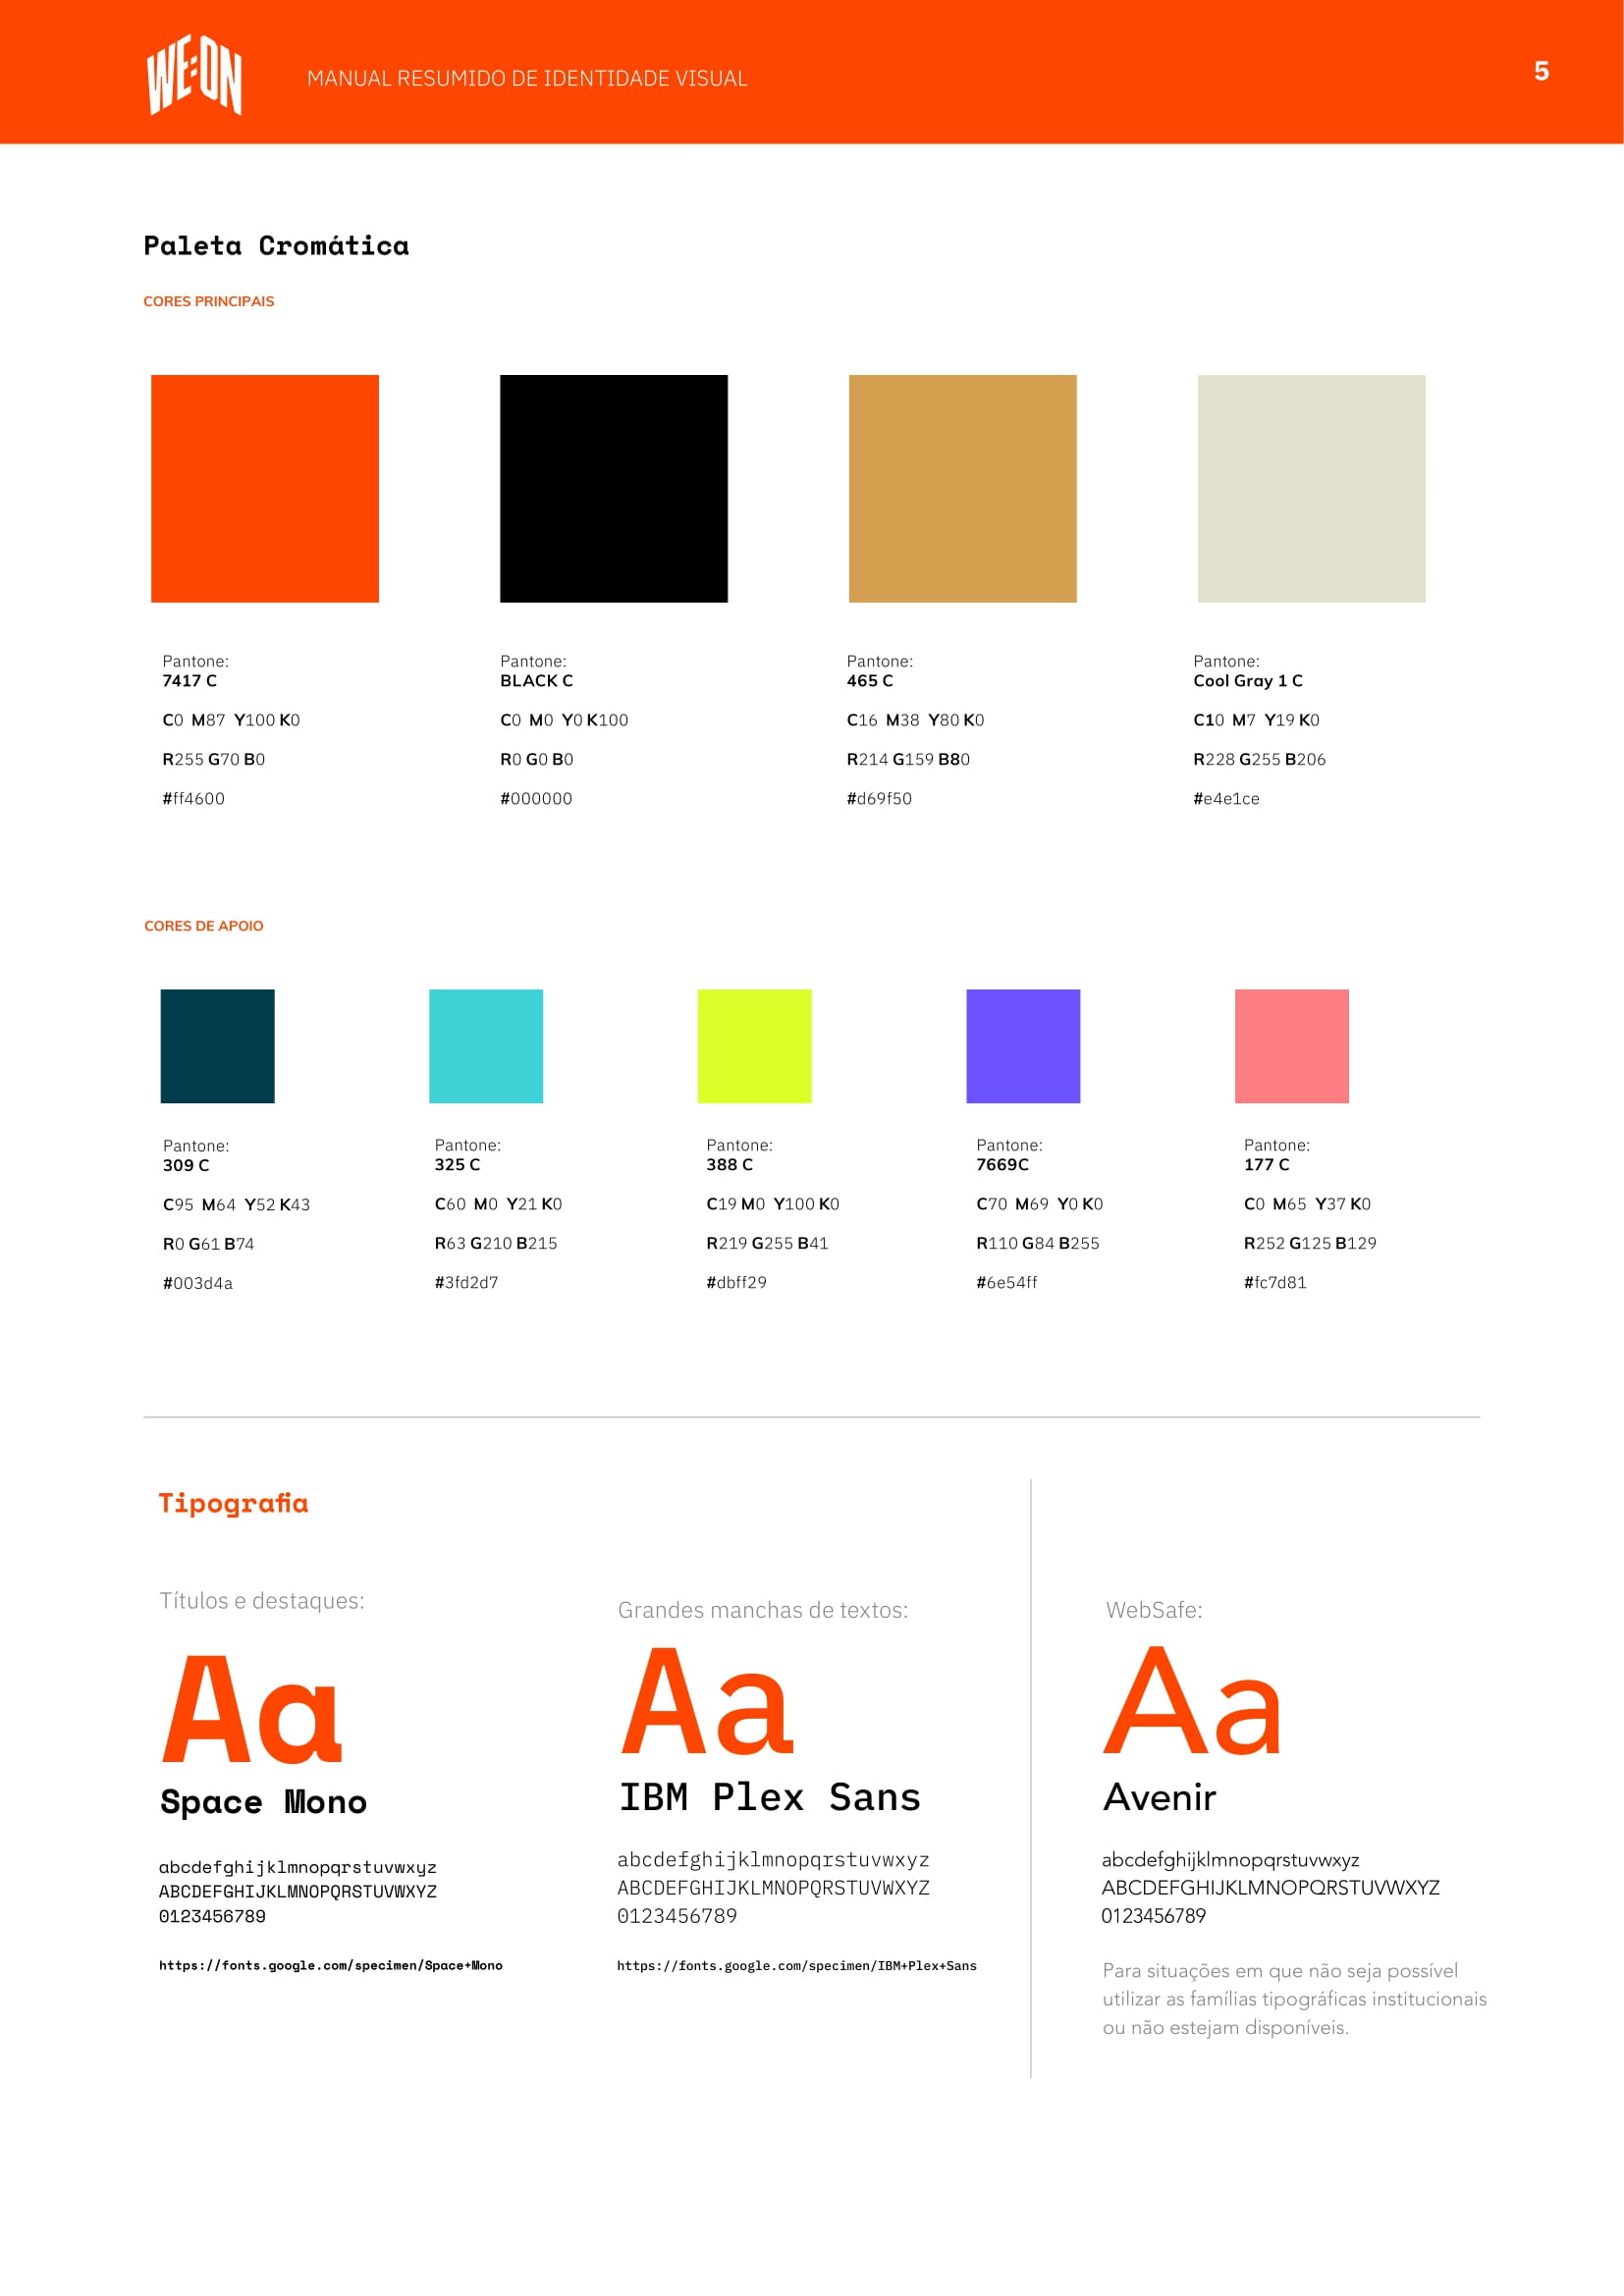 WE:ON
MANUAL RESUMIDO DE IDENTIDADE VISUAL
5
Paleta Cromática
CORES PRINCIPAIS
Pantone:
7417 C
C0 M87 Y100 K0
R255 G70 B0
#ff4600
Pantone:
BLACK C
C0 M0 Y0 K100
R0 G0 B0
#000000
Pantone:
465 C
C16 M38 Y80 K0
R214 G159 B80
#d69f50
Pantone:
Cool Gray 1 C
C10 M7 Y19 K0
R228 G255 B206
#e4e1ce
CORES DE APOIO
Pantone:
309 C
C95 M64 Y52 K43
R0 G61 B74
#003d4a
Pantone:
325 C
C60 M0 Y21 K0
R63 G210 B215
#3fd2d7
Pantone:
388 C
C19 M0 Y100 K0
R219 G255 B41
#dbff29
Pantone:
7669C
C70 M69 Y0 K0
R110 G84 B255
#6e54ff
Pantone:
177 C
C0 M65 Y37 K0
R252 G125 B129
#fc7d81
Tipografia
Títulos e destaques:
Aa
Space Mono
abcdefghijklmnopqrstuvwxyz
ABCDEFGHIJKLMNOPQRSTUVWXYZ
0123456789
https://fonts.google.com/specimen/Space+Mono
Grandes manchas de textos:
Aa
IBM Plex Sans
abcdefghijklmnopqrstuvwxyz
ABCDEFGHIJKLMNOPQRSTUVWXYZ
0123456789
https://fonts.google.com/specimen/IBM+Plex+Sans
WebSafe:
Aa
Avenir
abcdefghijklmnopqrstuvwxyz
ABCDEFGHIJKLMNOPQRSTUVWXYZ
0123456789
Para situações em que não seja possível
utilizar as famílias tipográficas institucionais
ou não estejam disponíveis.